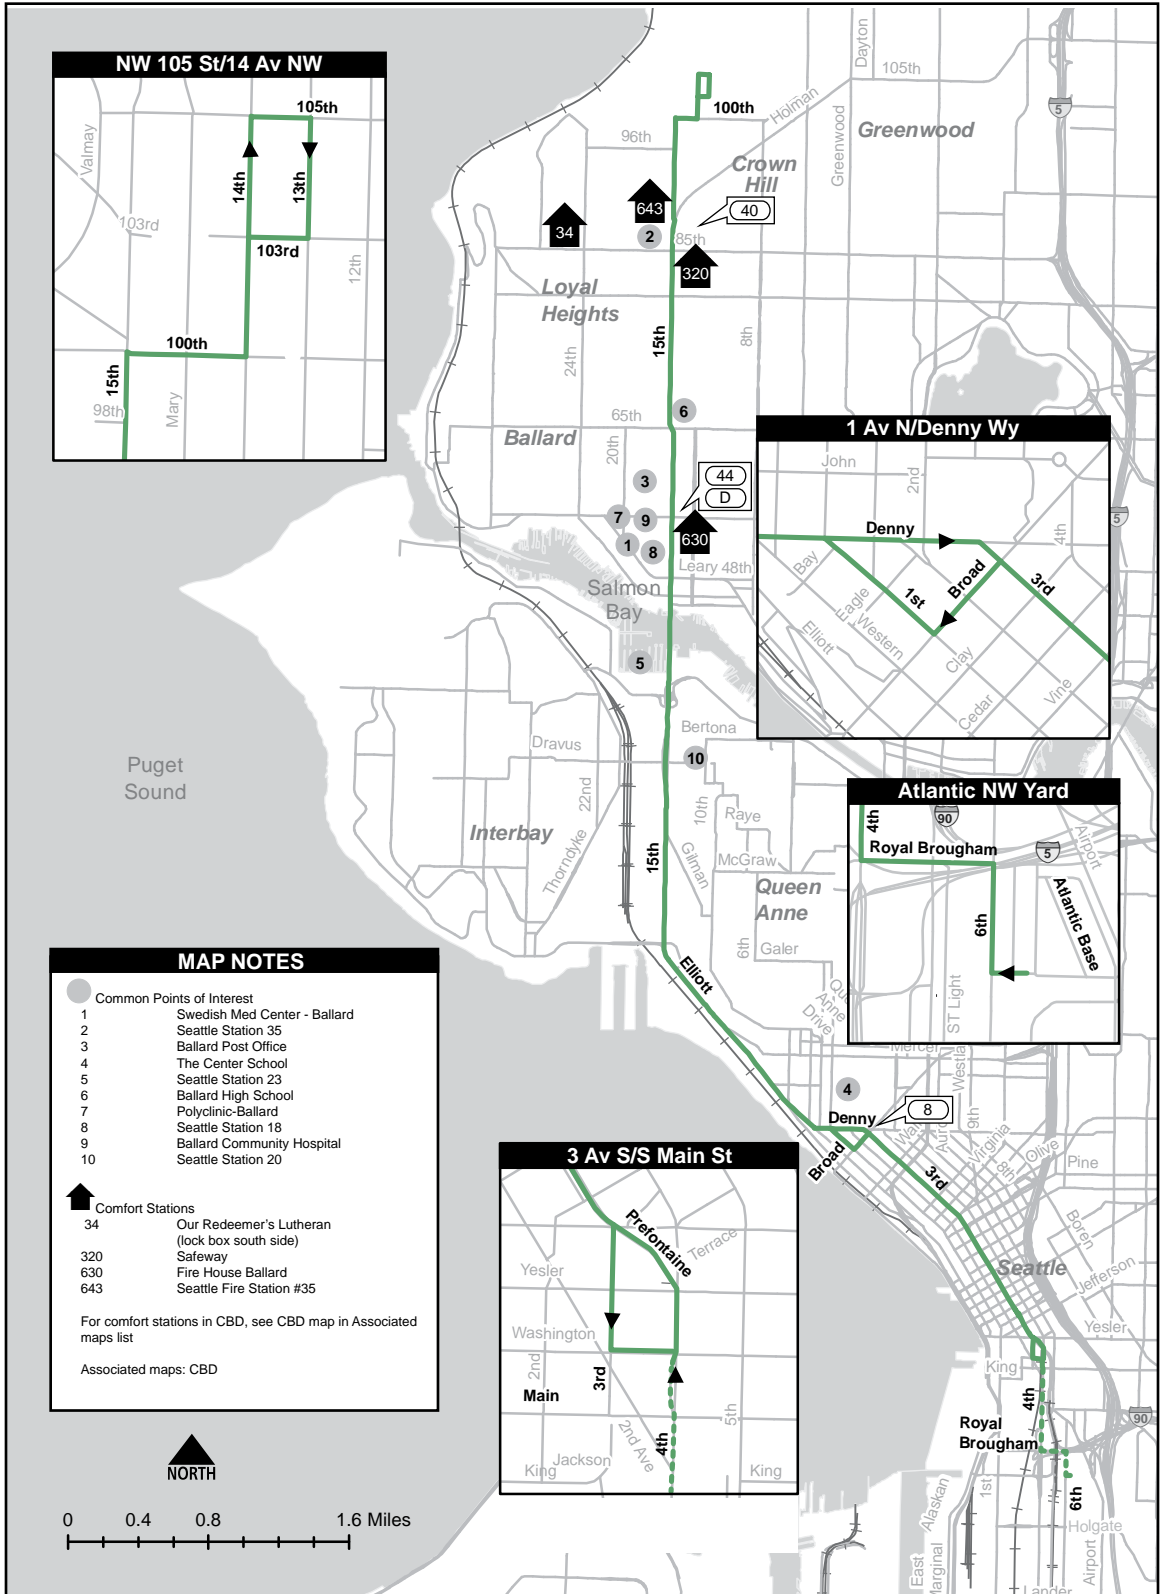 NW 105 St/14 Av NW
105th
Valmay
14th
13th
103rd
103rd
12th
100th
15th
98th
Mary
Dayton
105th
100th
Holman
5
Greenwood
Greenwood
96th
Crown
Hill
643
40
34
2
85th
320
Loyal
Heights
15th
8th
24th
65th
6
Ballard
20th
3
44
D
7
9
1
8
630
Leary 48th
Salmon
Bay
5
1 Av N/Denny Wy
John
2nd
Denny
4th
5
Bay
Broad
3rd
1st
Eagle
Western
Elliott
Clay
Cedar
Vine
Bertona
Dravus
10
Puget
Sound
22nd
10th
Raye
Interbay
Thorndyke
15th
Gilman
McGraw
Queen
Anne
6th
Galer
Elliott
Anne
Drive
Atlantic NW Yard
4th
90
Airport
Royal Brougham
5
6th
Atlantic Base
ST Light
Mercer
4
Denny
8
9th
Broad
3rd
Virginia
8th
Olive
Pine
Boren
Seattle
Jefferson
Yesler
King
4th
Royal
Brougham
90
1st
6th
Holgate
Alaskan
East
Marginal
Airport
Lander
MAP NOTES
Common Points of Interest
1 Swedish Med Center - Ballard
2 Seattle Station 35
3 Ballard Post Office
4 The Center School
5 Seattle Station 23
6 Ballard High School
7 Polyclinic-Ballard
8 Seattle Station 18
9 Ballard Community Hospital
10 Seattle Station 20
Comfort Stations
34 Our Redeemer's Lutheran
(lock box south side)
320 Safeway
630 Fire House Ballard
643 Seattle Fire Station #35
For comfort stations in CBD, see CBD map in Associated
maps list
Associated maps: CBD
NORTH
0 0.4 0.8 1.6 Miles
3 Av S/S Main St
Prefontaine
Terrace
Yesler
Washington
2nd
3rd
Main
2nd Ave
4th
5th
Jackson
King
King